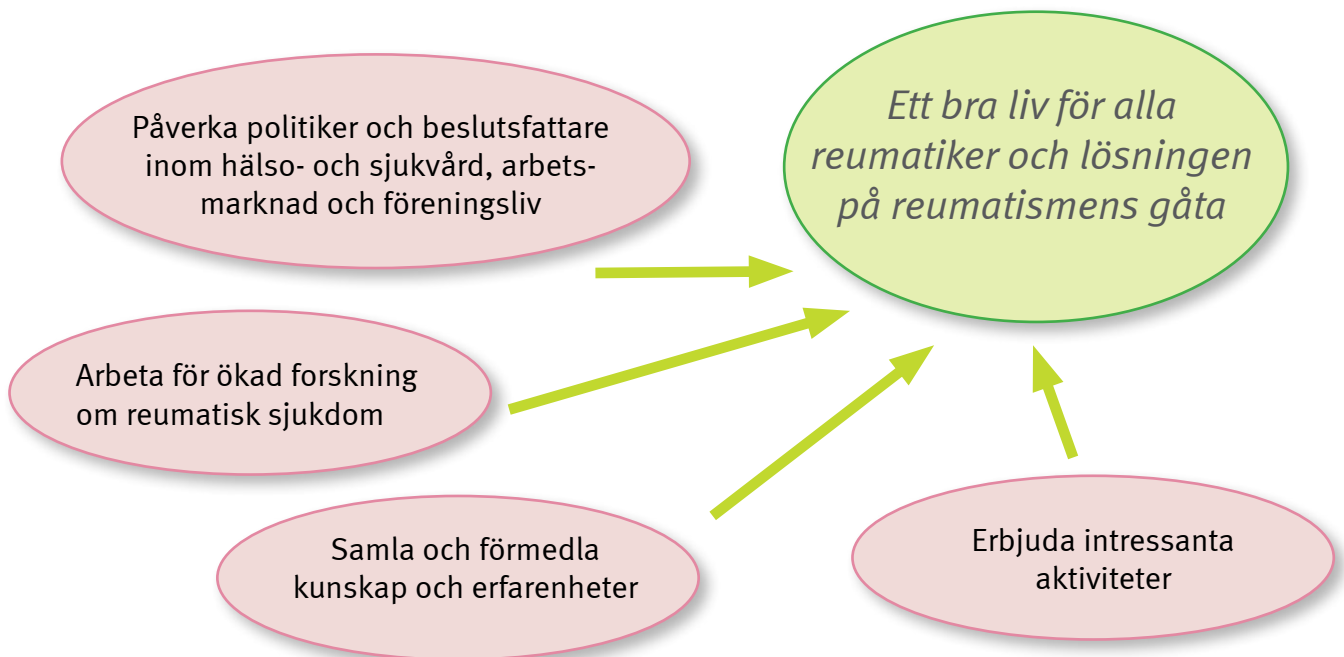 Påverka politiker och beslutsfattare
inom hälso- och sjukvård, arbets-
marknad och föreningsliv
Ett bra liv för alla
reumatiker och lösningen
på reumatismens gåta
Arbeta för ökad forskning
om reumatisk sjukdom
Samla och förmedla
kunskap och erfarenheter
Erbjuda intressanta
aktiviteter